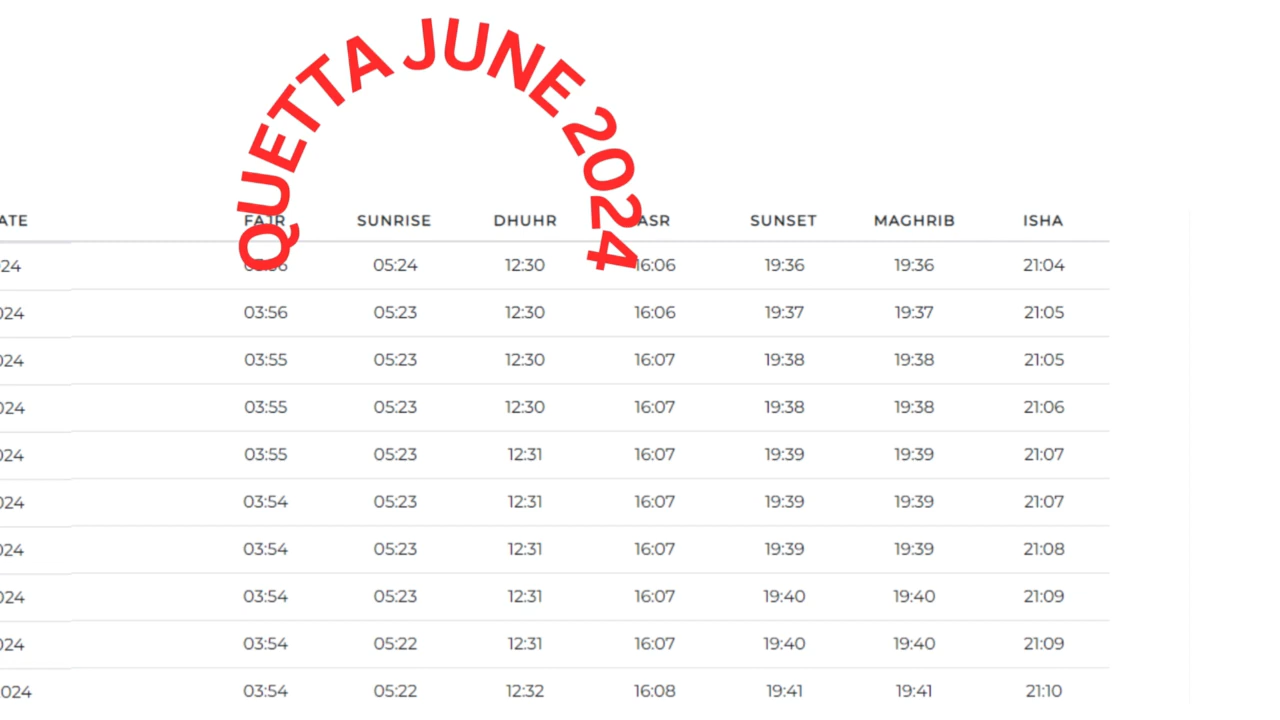 QUETTA JUNE 2024
ATE FAJR SUNRISE DHUHR ASR SUNSET MAGHRIB ISHA
24 05:24 12:30 16:06 19:36 19:36 21:04
024 03:56 05:23 12:30 16:06 19:37 19:37 21:05
024 03:55 05:23 12:30 16:07 19:38 19:38 21:05
024 03:55 05:23 12:30 16:07 19:38 19:38 21:06
024 03:55 05:23 12:31 16:07 19:39 19:39 21:07
024 03:54 05:23 12:31 16:07 19:39 19:39 21:07
024 03:54 05:23 12:31 16:07 19:39 19:39 21:08
024 03:54 05:23 12:31 16:07 19:40 19:40 21:09
024 03:54 05:22 12:31 16:07 19:40 19:40 21:09
024 03:54 05:22 12:32 16:08 19:41 19:41 21:10